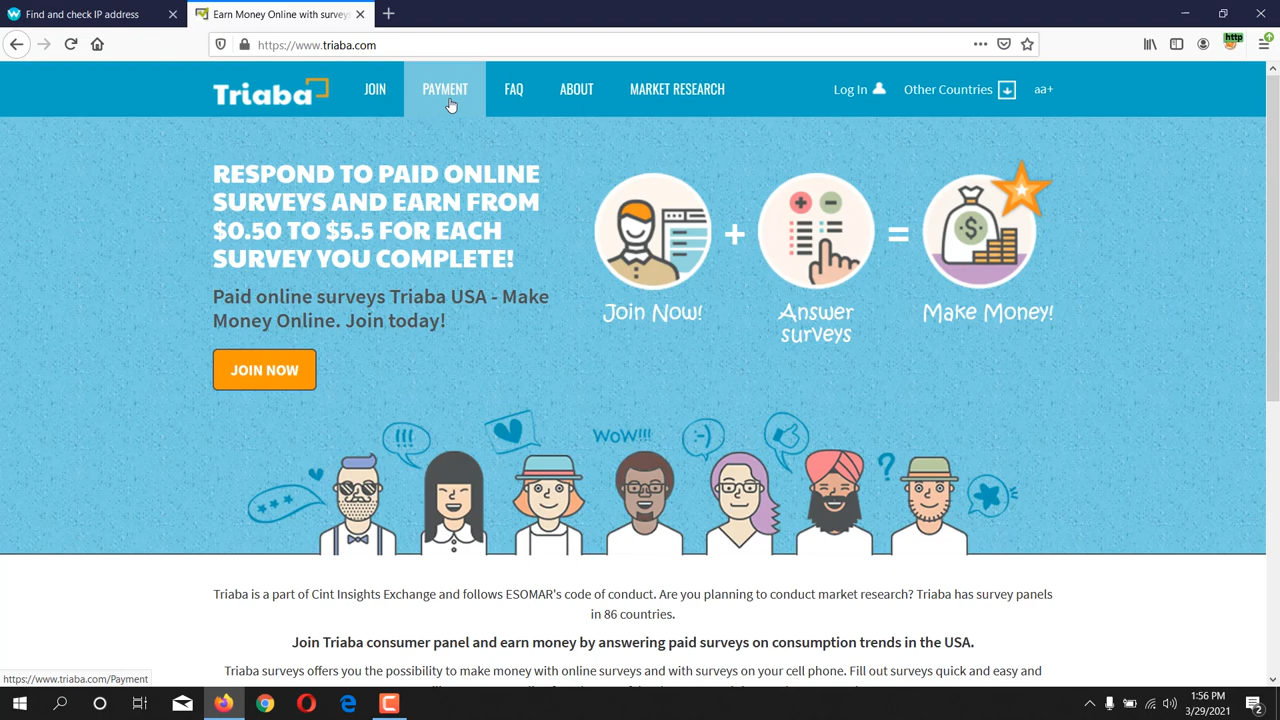 Find and check IP address
Earn Money Online with survey
https://www.triaba.com
http
Triaba
JOIN
PAYMENT
FAQ
ABOUT
MARKET RESEARCH
Log In
Other Countries
aa+
RESPOND TO PAID ONLINE
SURVEYS AND EARN FROM
$0.50 TO $5.5 FOR EACH
SURVEY YOU COMPLETE!
Paid online surveys Triaba USA - Make
Money Online. Join today!
JOIN NOW
+
=
$
Join Now!
Answer
surveys
Make Money!
!!!
WOW!!!
:-)
?
Triaba is a part of Cint Insights Exchange and follows ESOMAR's code of conduct. Are you planning to conduct market research? Triaba has survey panels
in 86 countries.
Join Triaba consumer panel and earn money by answering paid surveys on consumption trends in the USA.
Triaba surveys offers you the possibility to make money with online surveys and with surveys on your cell phone. Fill out surveys quick and easy and
https://www.triaba.com/Payment
1:56 PM
3/29/2021
2